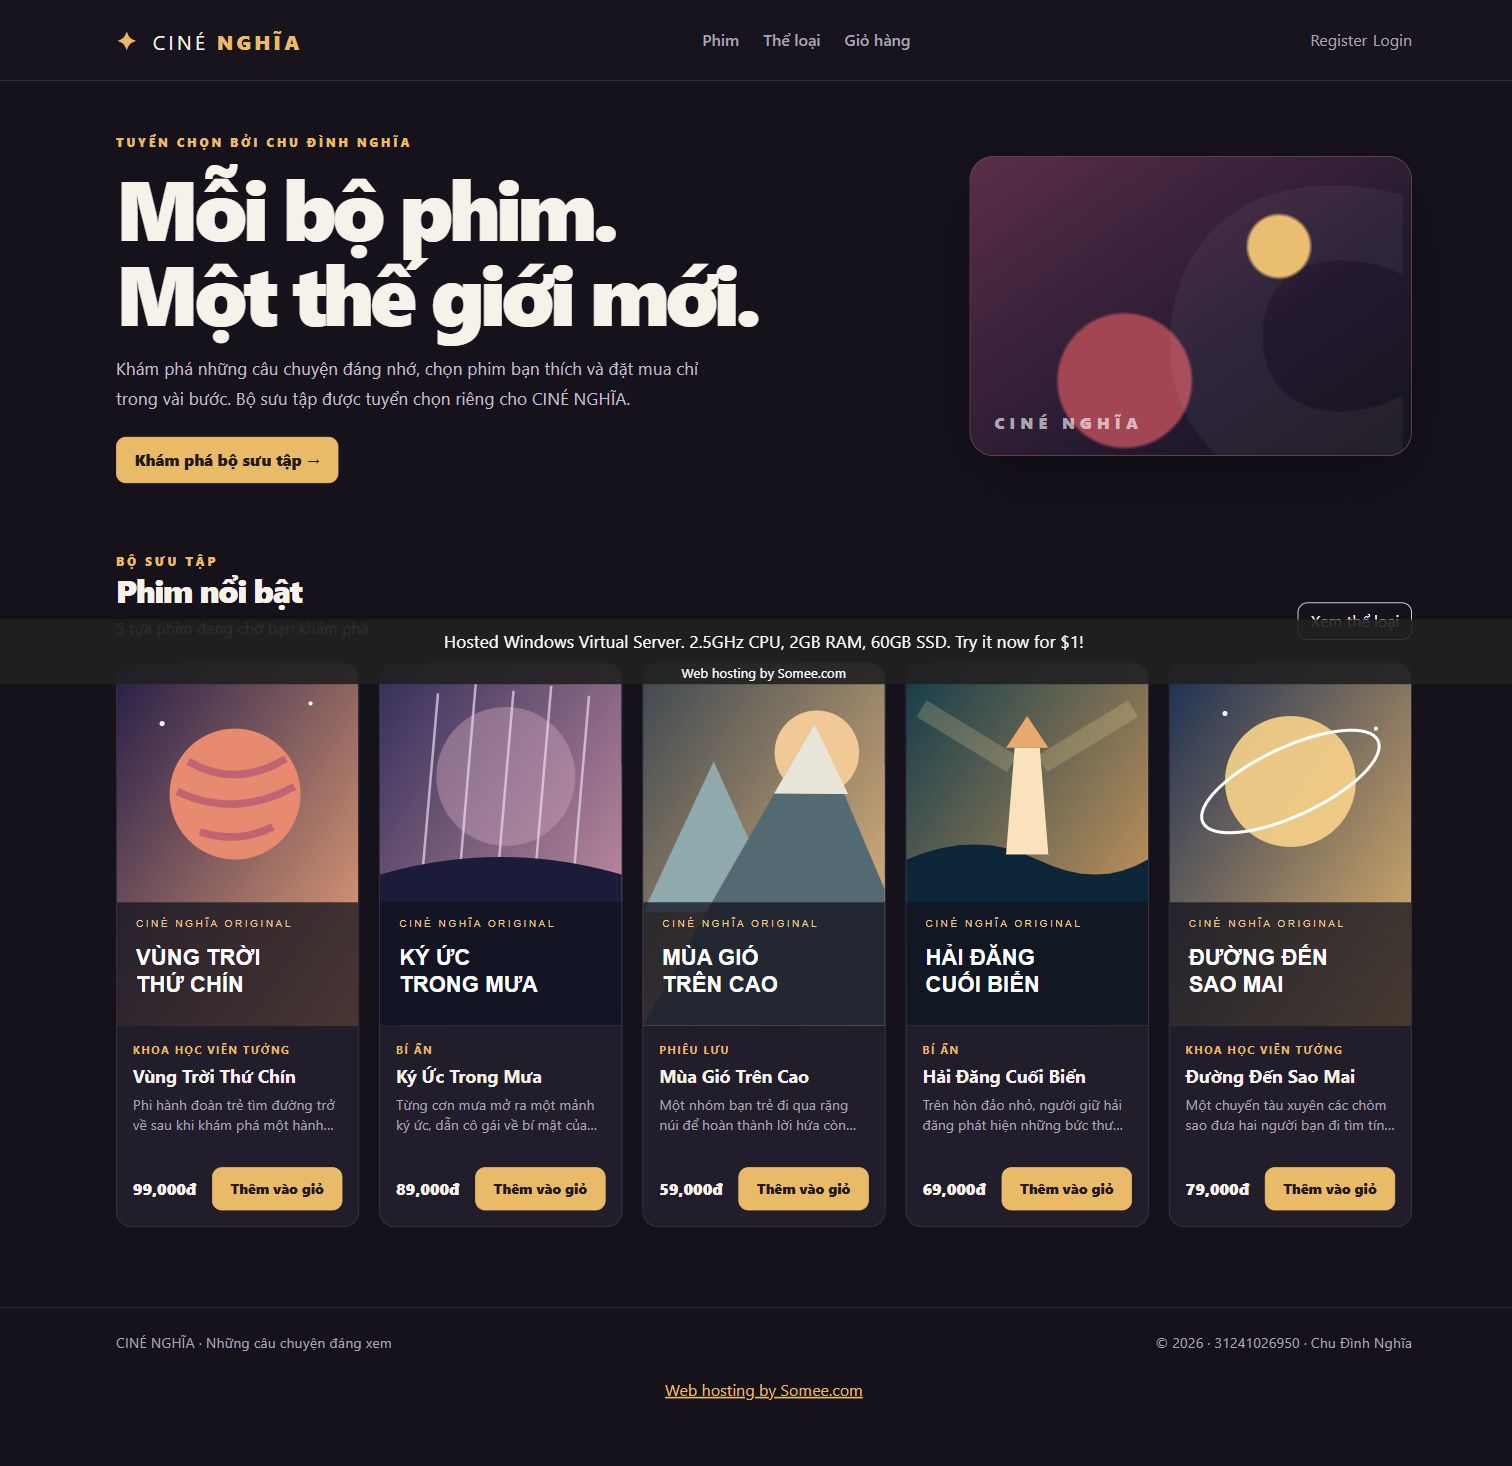 ✦ CINÉ NGHĨA
Phim Thể loại Giỏ hàng
Register Login
TUYỂN CHỌN BỞI CHU ĐÌNH NGHĨA
Mỗi bộ phim.
Một thế giới mới.
Khám phá những câu chuyện đáng nhớ, chọn phim bạn thích và đặt mua chỉ
trong vài bước. Bộ sưu tập được tuyển chọn riêng cho CINÉ NGHĨA.
Khám phá bộ sưu tập →
CINÉ NGHĨA
BỘ SƯU TẬP
Phim nổi bật
5 tựa phim đang chờ bạn khám phá
Xem thể loại
Hosted Windows Virtual Server. 2.5GHz CPU, 2GB RAM, 60GB SSD. Try it now for $1!
Web hosting by Somee.com
CINÉ NGHĨA ORIGINAL
VÙNG TRỜI
THỨ CHÍN
KHOA HỌC VIỄN TƯỞNG
Vùng Trời Thứ Chín
Phi hành đoàn trẻ tìm đường trở
về sau khi khám phá một hành...
99,000đ
Thêm vào giỏ
CINÉ NGHĨA ORIGINAL
KÝ ỨC
TRONG MƯA
BÍ ẨN
Ký Ức Trong Mưa
Từng cơn mưa mở ra một mảnh
ký ức, dẫn cô gái về bí mật của...
89,000đ
Thêm vào giỏ
CINÉ NGHĨA ORIGINAL
MÙA GIÓ
TRÊN CAO
PHIÊU LƯU
Mùa Gió Trên Cao
Một nhóm bạn trẻ đi qua rặng
núi để hoàn thành lời hứa còn...
59,000đ
Thêm vào giỏ
CINÉ NGHĨA ORIGINAL
HẢI ĐĂNG
CUỐI BIỂN
BÍ ẨN
Hải Đăng Cuối Biển
Trên hòn đảo nhỏ, người giữ hải
đăng phát hiện những bức thư...
69,000đ
Thêm vào giỏ
CINÉ NGHĨA ORIGINAL
ĐƯỜNG ĐẾN
SAO MAI
KHOA HỌC VIỄN TƯỞNG
Đường Đến Sao Mai
Một chuyến tàu xuyên các chòm
sao đưa hai người bạn đi tìm tín...
79,000đ
Thêm vào giỏ
CINÉ NGHĨA · Những câu chuyện đáng xem
© 2026 · 31241026950 · Chu Đình Nghĩa
Web hosting by Somee.com